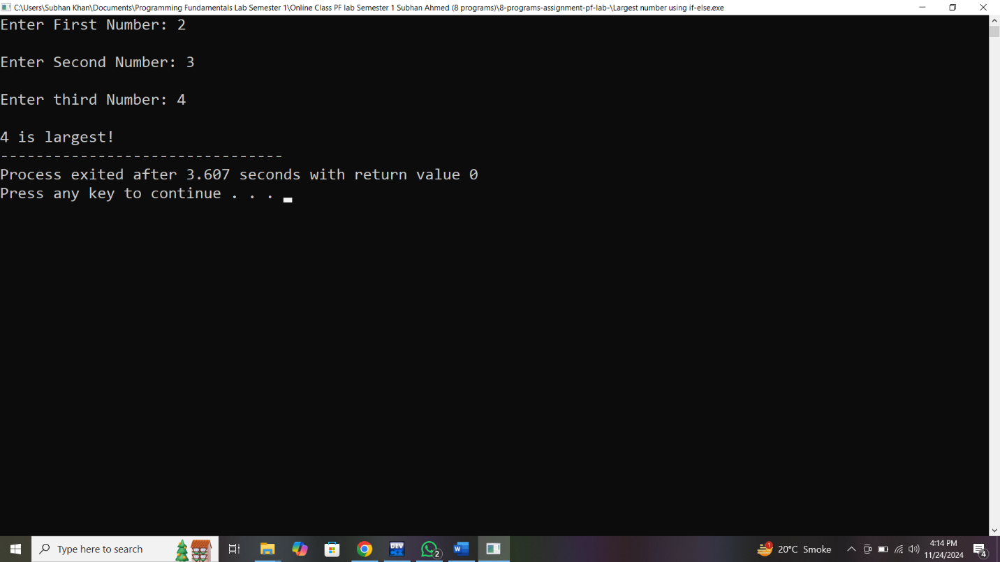 C:\Users\Subhan Khan\Documents\Programming Fundamentals Lab Semester 1\Online Class PF lab Semester 1 Subhan Ahmed (8 programs)\8-programs-assignment-pf-lab-\Largest number using if-else.exe
Enter First Number: 2
Enter Second Number: 3
Enter third Number: 4
4 is largest!
--------------------------------
Process exited after 3.607 seconds with return value 0
Press any key to continue . . .
Type here to search
DEV
2
W
1
20°C Smoke
4:14 PM
11/24/2024
4